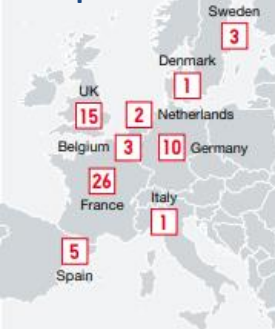 Sweden
3
Denmark
1
UK
15
2
Netherlands
Belgium
3
10
Germany
26
France
Italy
1
5
Spain